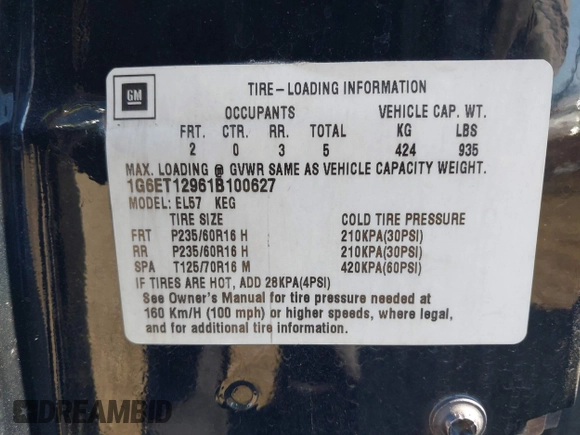 GM
TIRE-LOADING INFORMATION
OCCUPANTS VEHICLE CAP. WT.
FRT. CTR. RR. TOTAL KG LBS
2 0 3 5 424 935
MAX. LOADING @ GVWR SAME AS VEHICLE CAPACITY WEIGHT.
1G6ET12961B100627
MODEL: EL57 KEG
TIRE SIZE COLD TIRE PRESSURE
FRT P235/60R16 H 210KPA(30PSI)
RR P235/60R16 H 210KPA(30PSI)
SPA T125/70R16 M 420KPA(60PSI)
IF TIRES ARE HOT, ADD 28KPA(4PSI)
See Owner's Manual for tire pressure needed at
160 Km/H (100 mph) or higher speeds, where legal,
and for additional tire information.
DREAMBID